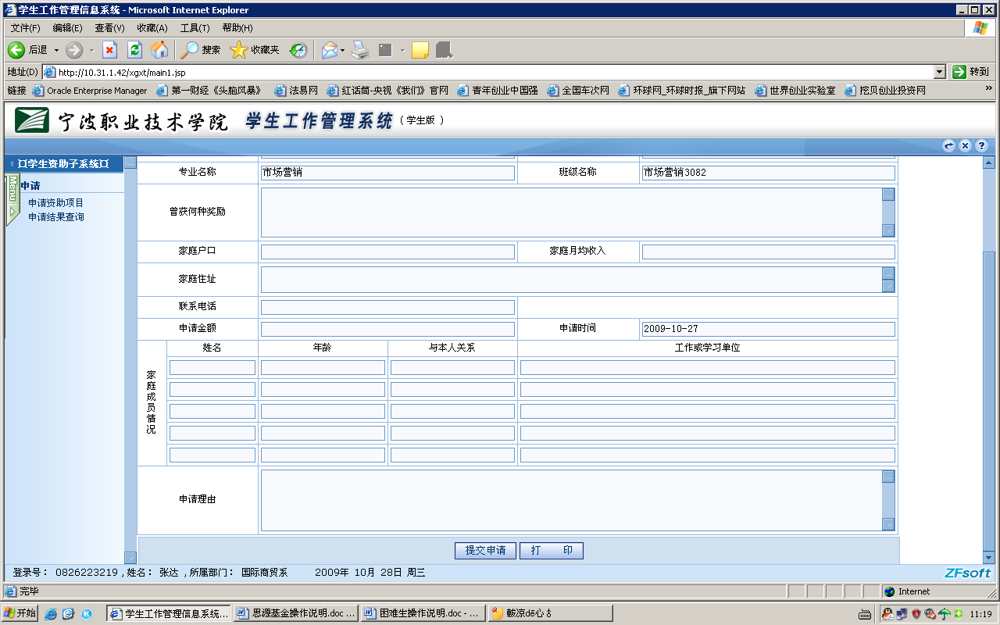 学生工作管理信息系统 - Microsoft Internet Explorer
文件(F) 编辑(E) 查看(V) 收藏(A) 工具(T) 帮助(H)
后退 搜索 收藏夹
地址(D) http://10.31.1.42/xgxt/main1.jsp 转到
链接 Oracle Enterprise Manager 第一财经《头脑风暴》 法易网 红话筒-央视《我们》官网 青年创业中国强 全国车次网 环球网_环球时报_旗下网站 世界创业实验室 挖贝创业投资网 »
宁波职业技术学院 学生工作管理系统 ( 学生版 )
学生资助子系统
Menu
申请
申请资助项目
申请结果查询
专业名称 市场营销 班级名称 市场营销3082
曾获何种奖励
家庭户口 家庭月均收入
家庭住址
联系电话
申请金额 申请时间 2009-10-27
家庭成员情况 姓名 年龄 与本人关系 工作或学习单位
申请理由
提交申请 打 印
登录号: 0826223219 ,姓名: 张达 ,所属部门: 国际商贸系 2009年 10月 28日 周三 ZFsoft
完毕 Internet
开始 学生工作管理信息系统... 思源基金操作说明.doc ... 困难生操作说明.doc - ... 11:19